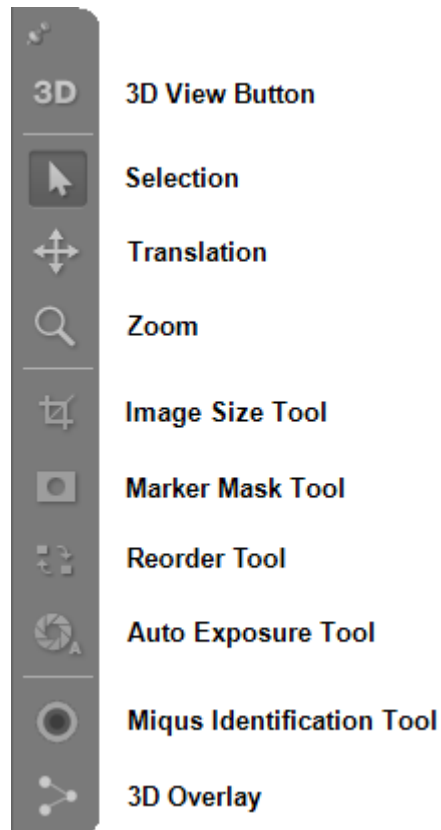 3D 3D View Button
Selection
Translation
Zoom
Image Size Tool
Marker Mask Tool
Reorder Tool
A Auto Exposure Tool
Miqus Identification Tool
3D Overlay